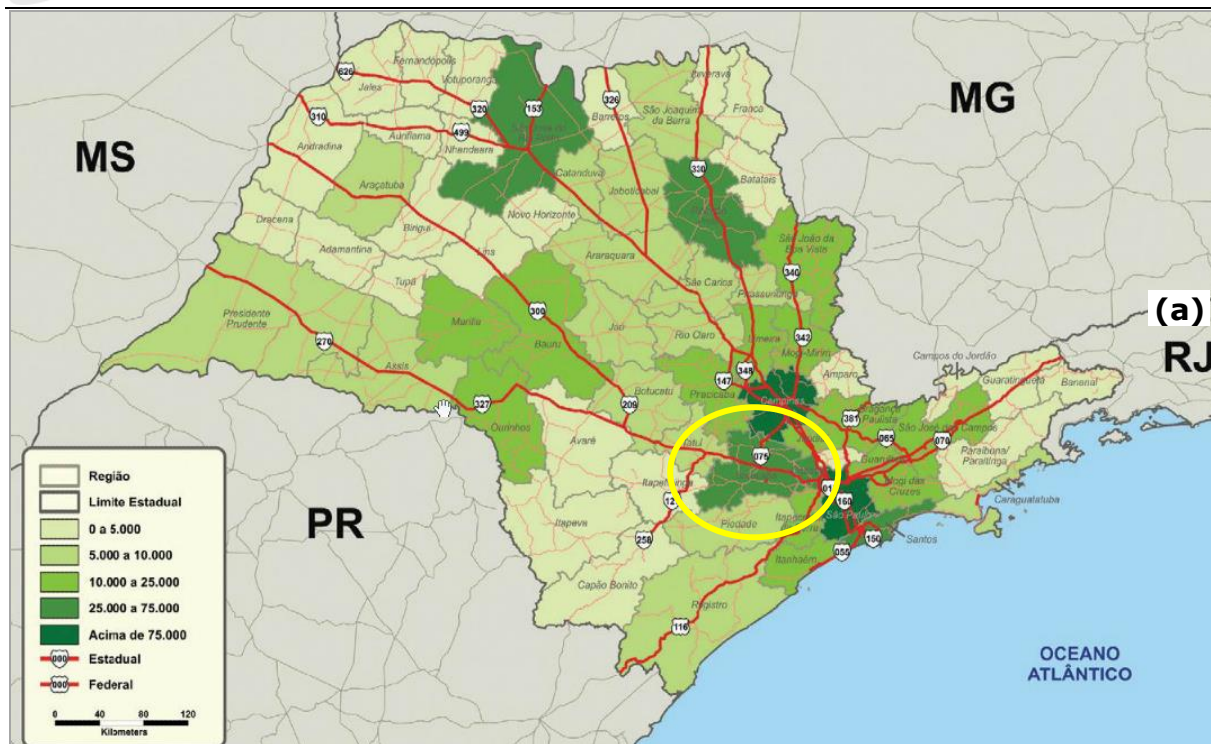 MS
MG
(a)
RJ
PR
OCEANO
ATLÂNTICO
626
Fernandópolis
Jales
Votuporanga
320
153
326
Barretos
São Joaquim
da Barra
Franca
310
499
Auriflama
Nhandeara
Andradina
Araçatuba
Catanduva
Jaboticabal
330
Batatais
Dracena
Birigui
Novo Horizonte
Lins
Adamantina
Araraquara
São João da
Boa Vista
340
Tupã
São Carlos
Pirassununga
Presidente
Prudente
270
Marília
300
Bauru
Jaú
Rio Claro
Limeira
342
Mogi-Mirim
Assis
Botucatu
147
348
Piracicaba
Amparo
Campos do Jordão
Guaratinguetá
Bananal
327
Ourinhos
209
Campinas
381
Bragança
Paulista
065
São José dos Campos
070
Avaré
Tatuí
075
Jundiaí
Paraibuna/
Paraitinga
Itapetininga
Mogi das
Cruzes
Caraguatatuba
160
São Paulo
Itapeva
258
Piedade
Santos
150
055
Itanhaém
Capão Bonito
Registro
116
Região
Limite Estadual
0 a 5.000
5.000 a 10.000
10.000 a 25.000
25.000 a 75.000
Acima de 75.000
000 Estadual
000 Federal
0 40 80 120
Kilometers